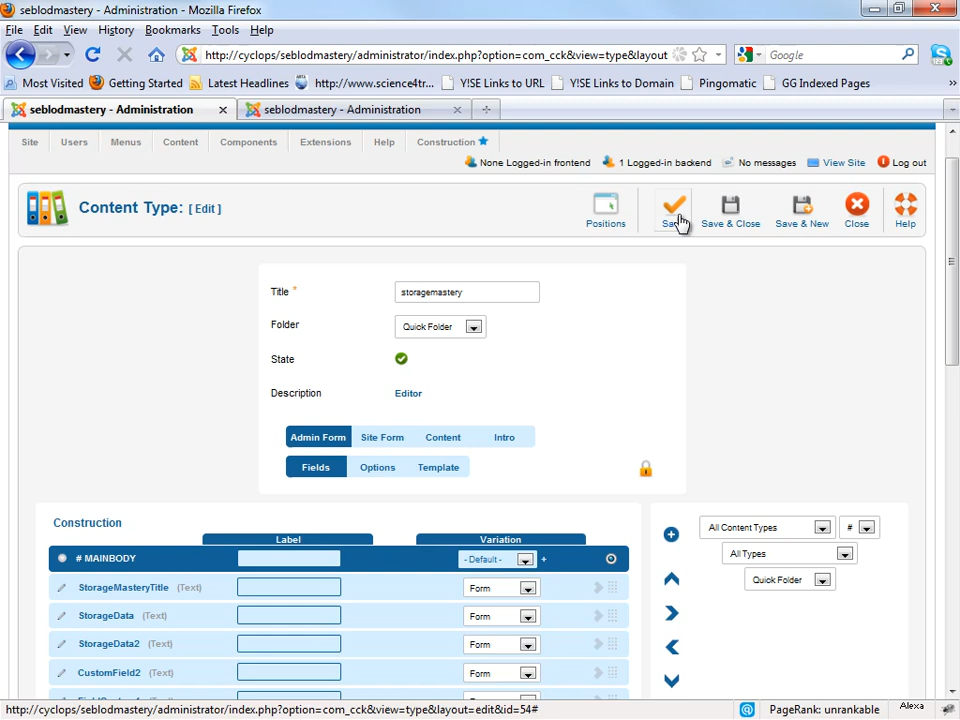 seblodmastery - Administration - Mozilla Firefox
File Edit View History Bookmarks Tools Help
http://cyclops/seblodmastery/administrator/index.php?option=com_cck&view=type&layout
Google
Most Visited Getting Started Latest Headlines http://www.science4tr... Y!SE Links to URL Y!SE Links to Domain Pingomatic GG Indexed Pages »
seblodmastery - Administration seblodmastery - Administration
Site Users Menus Content Components Extensions Help Construction
None Logged-in frontend 1 Logged-in backend No messages View Site Log out
Content Type: [ Edit ]
Positions Save & Close Save & New Close Help
Title * storagemastery
Folder Quick Folder
State
Description Editor
Admin Form Site Form Content Intro
Fields Options Template
Construction
Label Variation
# MAINBODY - Default - +
StorageMasteryTitle (Text) Form
StorageData (Text) Form
StorageData2 (Text) Form
CustomField2 (Text) Form
All Content Types #
All Types
Quick Folder
http://cyclops/seblodmastery/administrator/index.php?option=com_cck&view=type&layout=edit&id=54#
PageRank: unrankable Alexa